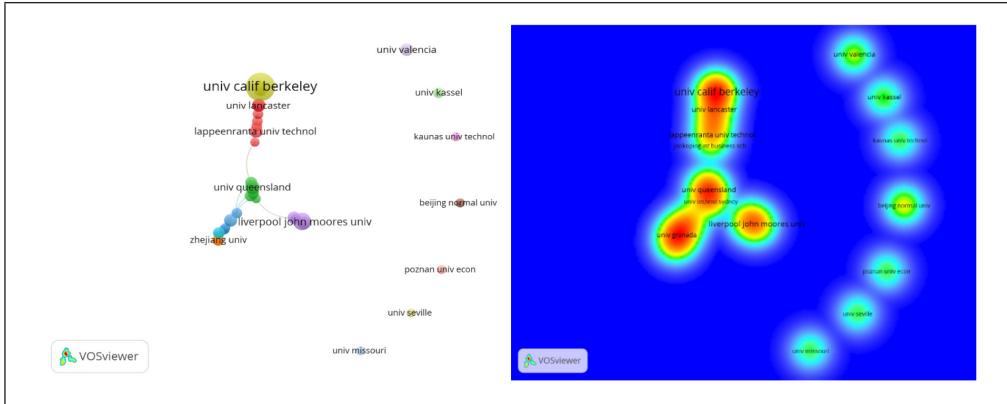 univ valencia
univ calif berkeley
univ kassel
univ lancaster
lappeenranta univ technol
kaunas univ technol
univ queensland
beijing normal univ
liverpool john moores univ
zhejiang univ
poznan univ econ
univ seville
univ missouri
VOSviewer
univ valencia
univ calif berkeley
univ kassel
univ lancaster
lappeenranta univ technol
kaunas univ technol
jonkoping int business sch
univ queensland
univ technol sydney
beijing normal univ
liverpool john moores univ
univ granada
poznan univ econ
univ seville
univ missouri
VOSviewer